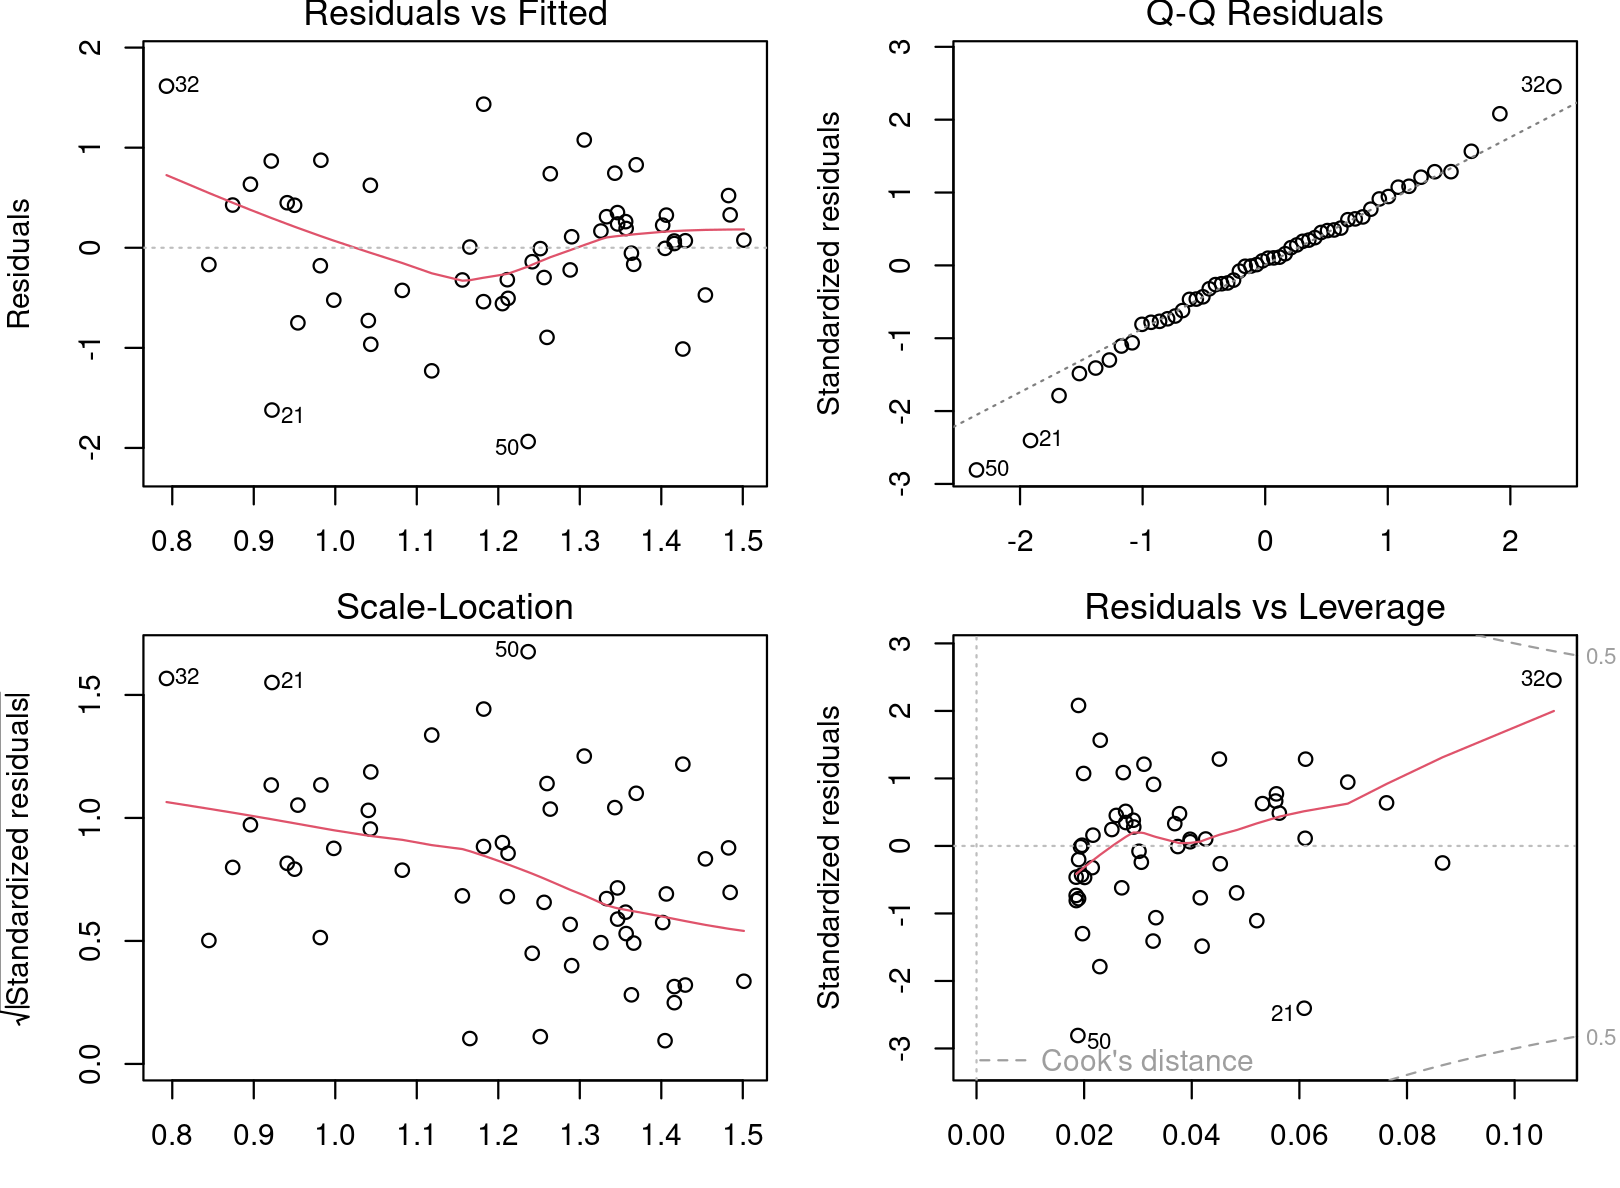 Residuals vs Fitted
Residuals
2
1
0
-1
-2
32
21
50
0.8 0.9 1.0 1.1 1.2 1.3 1.4 1.5
Q-Q Residuals
Standardized residuals
3
2
1
0
-1
-2
-3
32
21
50
-2 -1 0 1 2
Scale-Location
√|Standardized residuals|
1.5
1.0
0.5
0.0
50
32
21
0.8 0.9 1.0 1.1 1.2 1.3 1.4 1.5
Residuals vs Leverage
Standardized residuals
3
2
1
0
-1
-2
-3
0.5
32
21
50
0.5
Cook's distance
0.00 0.02 0.04 0.06 0.08 0.10